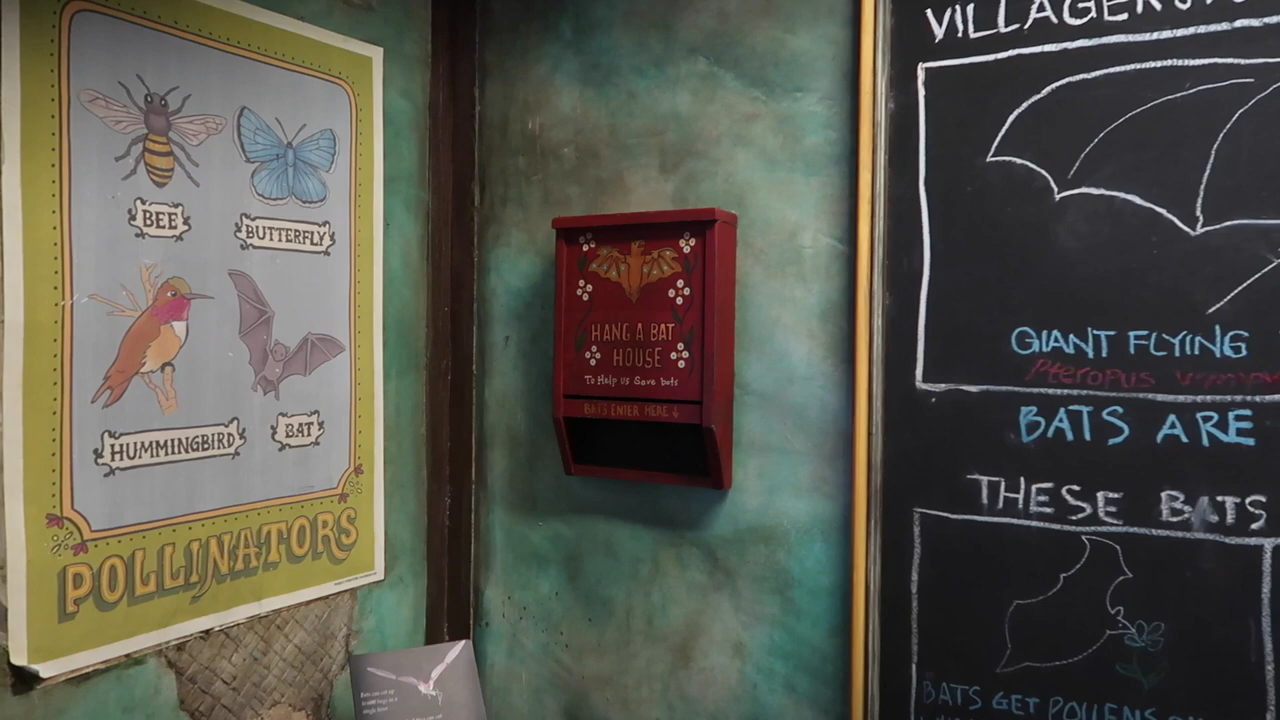 BEE
BUTTERFLY
HUMMINGBIRD
BAT
POLLINATORS
HANG A BAT
HOUSE
To Help us Save bats
BATS ENTER HERE ↓
GIANT FLYING
Pteropus
BATS ARE
THESE BATS
BATS GET POLLENS